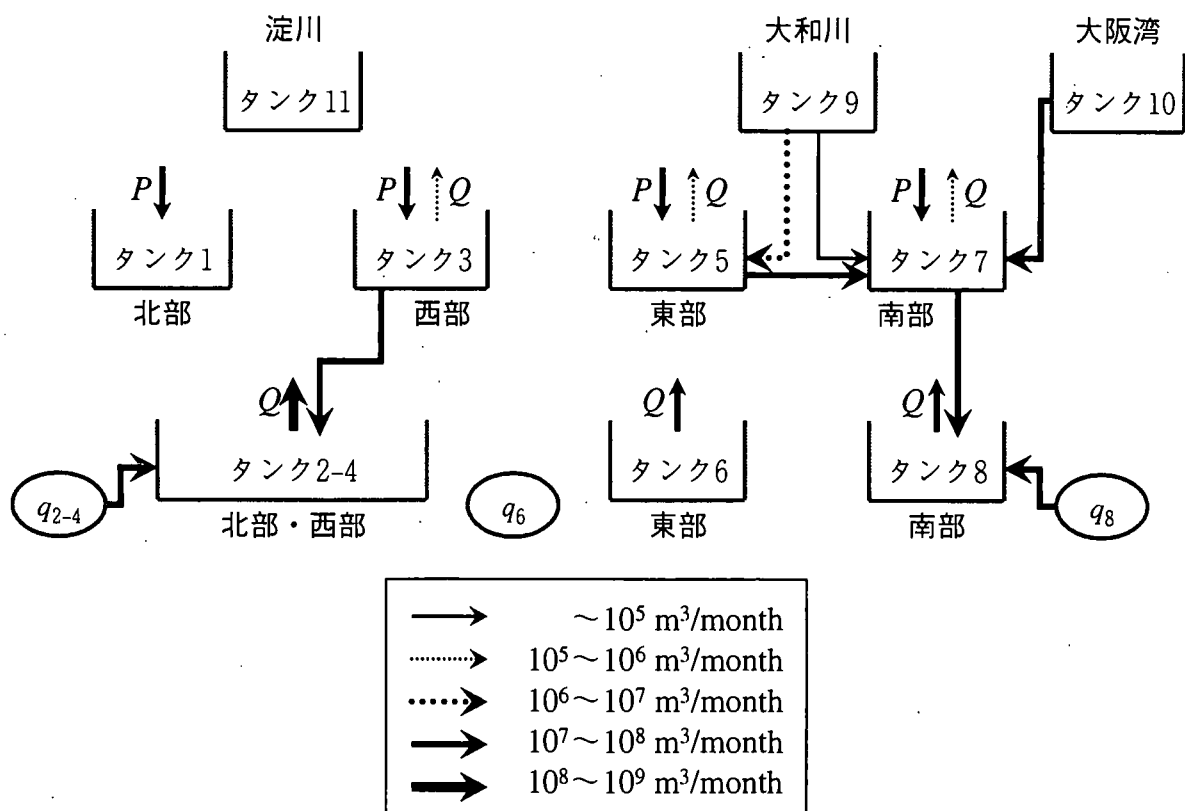 淀川 大和川 大阪湾
タンク11 タンク9 タンク10
P P Q P Q P Q
タンク1 タンク3 タンク5 タンク7
北部 西部 東部 南部
Q Q Q
タンク2-4 タンク6 タンク8
q2-4 q6 q8
北部・西部 東部 南部
~10⁵ m³/month
10⁵~10⁶ m³/month
10⁶~10⁷ m³/month
10⁷~10⁸ m³/month
10⁸~10⁹ m³/month